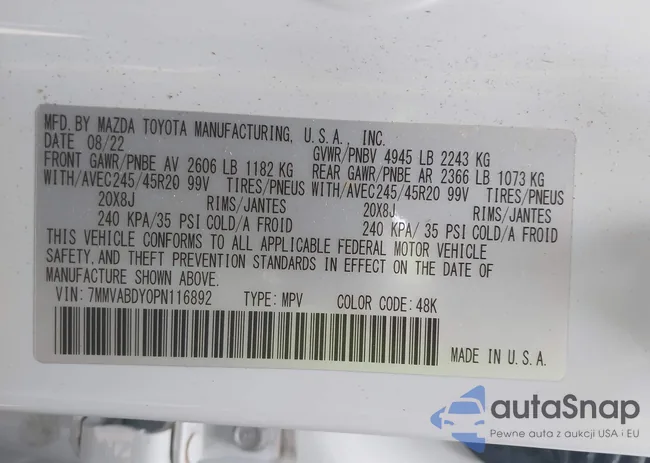 MFD. BY MAZDA TOYOTA MANUFACTURING, U.S.A., INC.
DATE 08/22 GVWR/PNBV 4945 LB 2243 KG
FRONT GAWR/PNBE AV 2606 LB 1182 KG REAR GAWR/PNBE AR 2366 LB 1073 KG
WITH/AVEC245/45R20 99V TIRES/PNEUS WITH/AVEC245/45R20 99V TIRES/PNEUS
20X8J RIMS/JANTES 20X8J RIMS/JANTES
240 KPA/35 PSI COLD/A FROID 240 KPA/ 35 PSI COLD/A FROID
THIS VEHICLE CONFORMS TO ALL APPLICABLE FEDERAL MOTOR VEHICLE
SAFETY, AND THEFT PREVENTION STANDARDS IN EFFECT ON THE DATE OF
MANUFACTURE SHOWN ABOVE.
VIN: 7MMVABDY0PN116892 TYPE: MPV COLOR CODE: 48K
MADE IN U.S.A.
autaSnap
Pewne auta z aukcji USA i EU